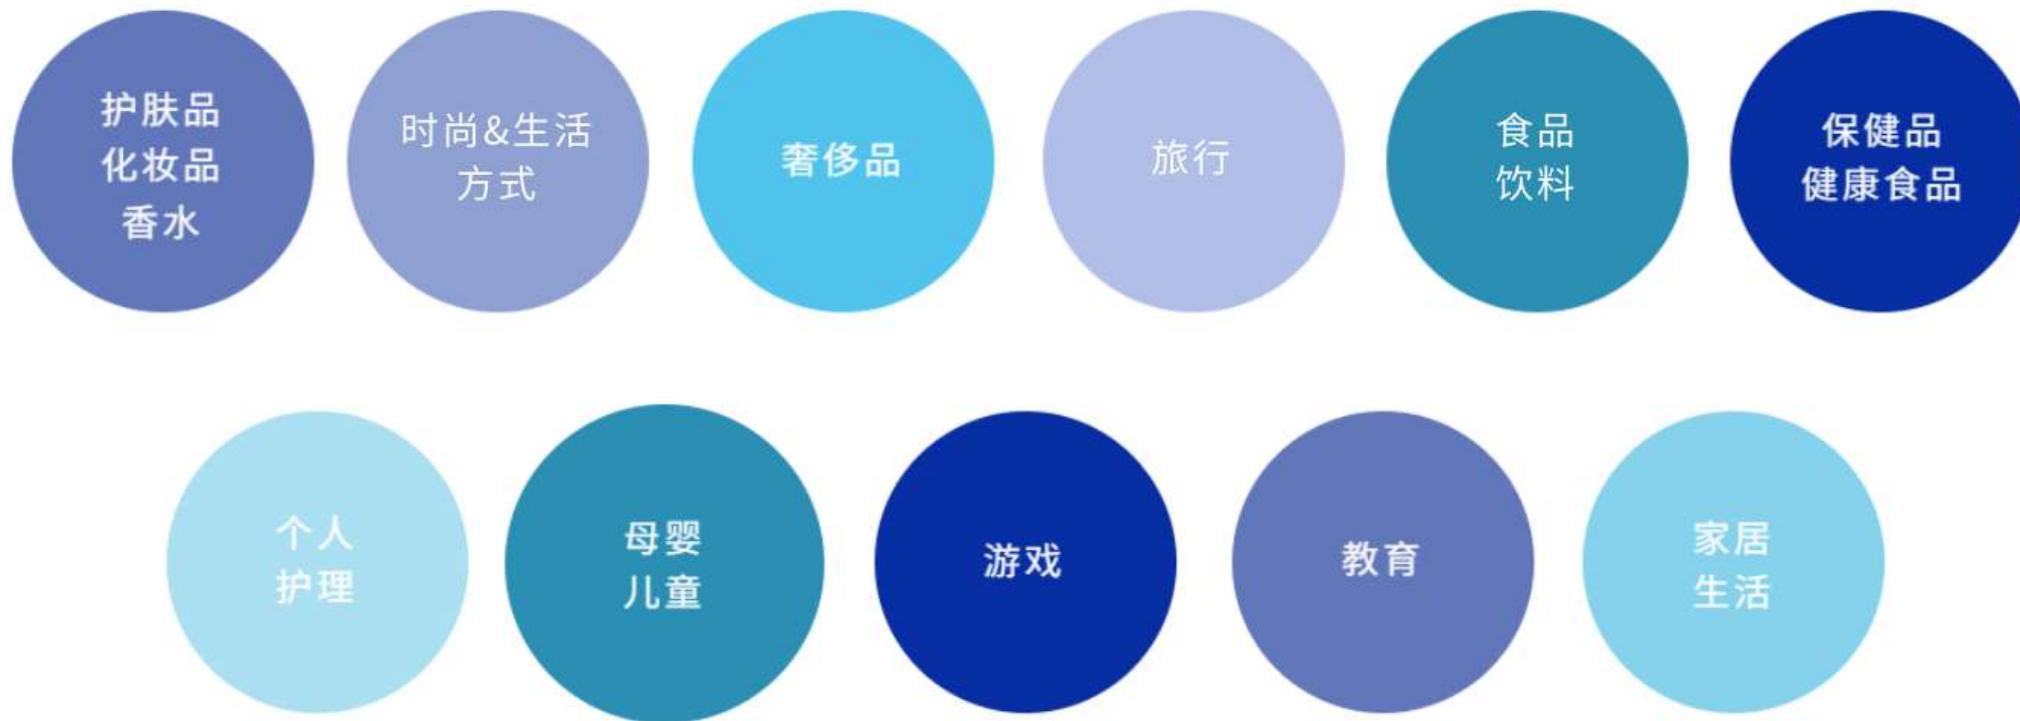 护肤品
化妆品
香水
时尚&生活
方式
奢侈品
旅行
食品
饮料
保健品
健康食品
个人
护理
母婴
儿童
游戏
教育
家居
生活